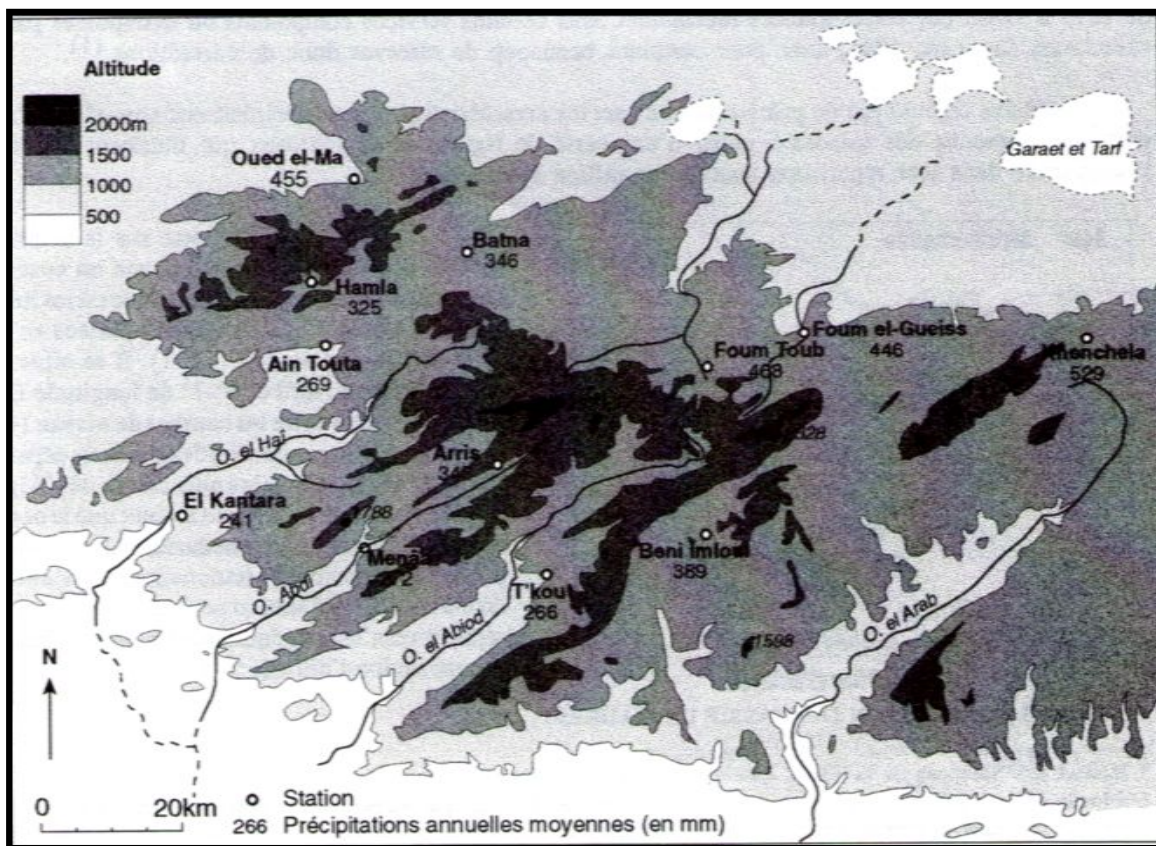 Altitude
2000m
1500
1000
500
Oued el-Ma
455
Garaet et Tarf
Batna
346
Hamla
325
Foum el-Gueiss
446
Foum Toub
468
Khenchela
529
Ain Touta
269
O. el Haï
Arris
El Kantara
241
1788
Beni Imloul
389
O. Abdi
T'kout
266
O. el Abiod
O. el Arab
1598
N
0 20km
Station
266 Précipitations annuelles moyennes (en mm)